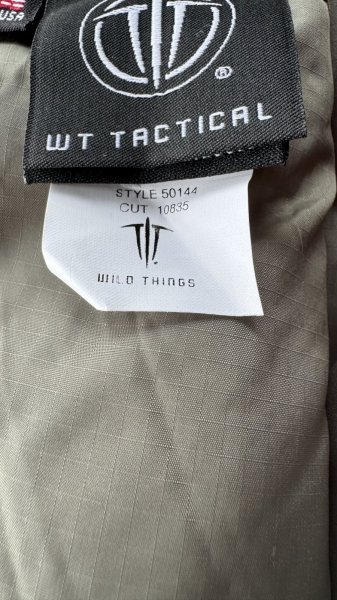 USA
®
WT TACTICAL
STYLE 50144
CUT 10835
WILD THINGS